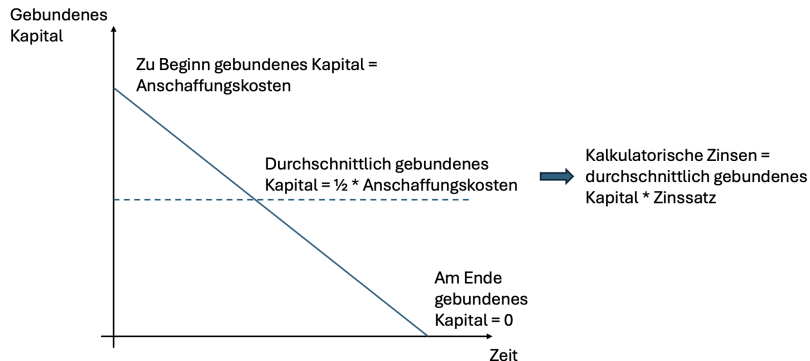 Gebundenes
Kapital
Zu Beginn gebundenes Kapital =
Anschaffungskosten
Durchschnittlich gebundenes
Kapital = ½ * Anschaffungskosten
Kalkulatorische Zinsen =
durchschnittlich gebundenes
Kapital * Zinssatz
Am Ende
gebundenes
Kapital = 0
Zeit